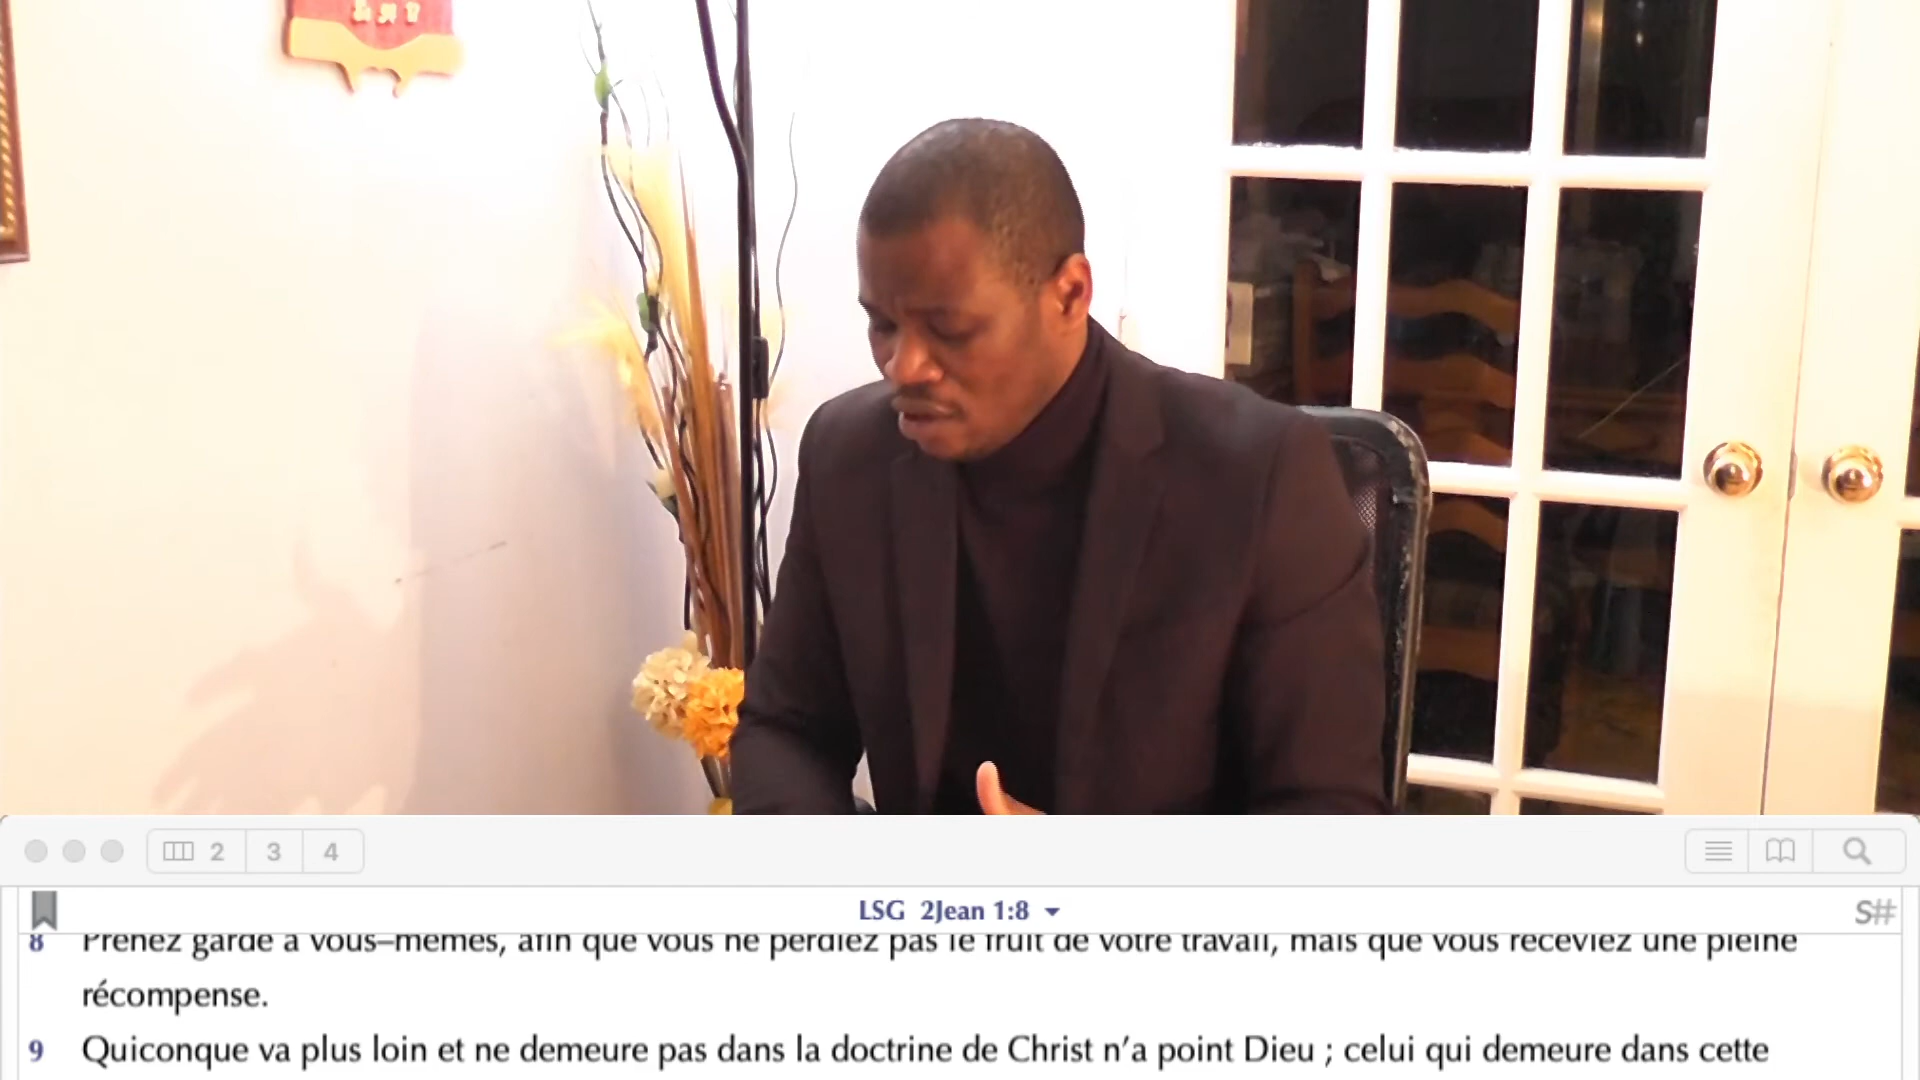 2 3 4
LSG 2Jean 1:8
S#
8 Prenez garde à vous–mêmes, afin que vous ne perdiez pas le fruit de votre travail, mais que vous receviez une pleine
récompense.
9 Quiconque va plus loin et ne demeure pas dans la doctrine de Christ n’a point Dieu ; celui qui demeure dans cette